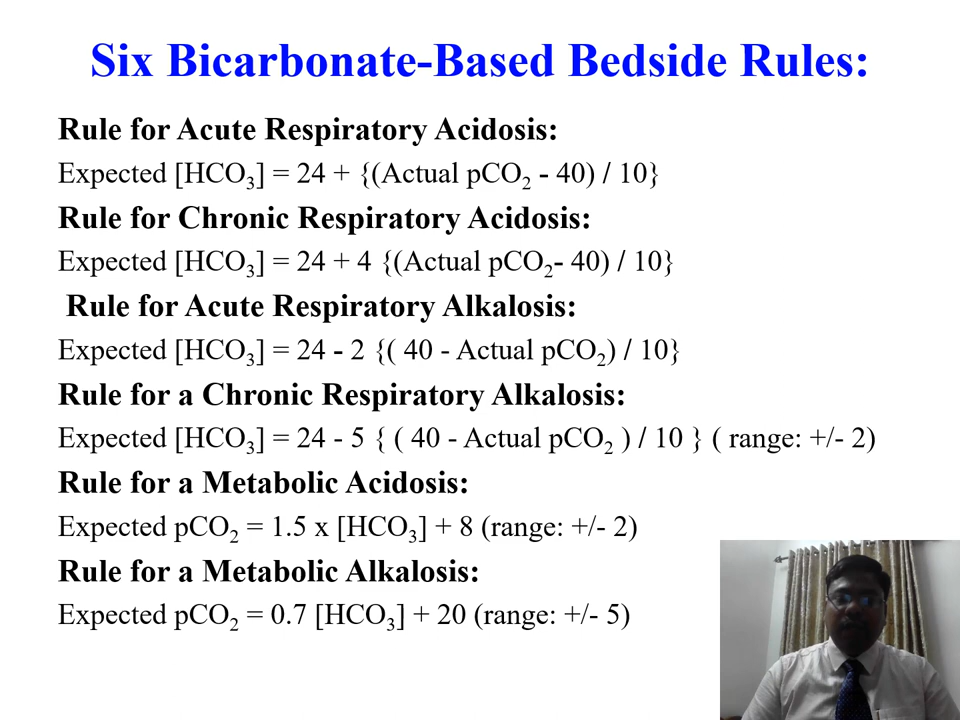 Six Bicarbonate-Based Bedside Rules:
Rule for Acute Respiratory Acidosis:
Expected [HCO₃] = 24 + {(Actual pCO₂ - 40) / 10}
Rule for Chronic Respiratory Acidosis:
Expected [HCO₃] = 24 + 4 {(Actual pCO₂- 40) / 10}
Rule for Acute Respiratory Alkalosis:
Expected [HCO₃] = 24 - 2 {( 40 - Actual pCO₂) / 10}
Rule for a Chronic Respiratory Alkalosis:
Expected [HCO₃] = 24 - 5 { ( 40 - Actual pCO₂ ) / 10 } ( range: +/- 2)
Rule for a Metabolic Acidosis:
Expected pCO₂ = 1.5 x [HCO₃] + 8 (range: +/- 2)
Rule for a Metabolic Alkalosis:
Expected pCO₂ = 0.7 [HCO₃] + 20 (range: +/- 5)